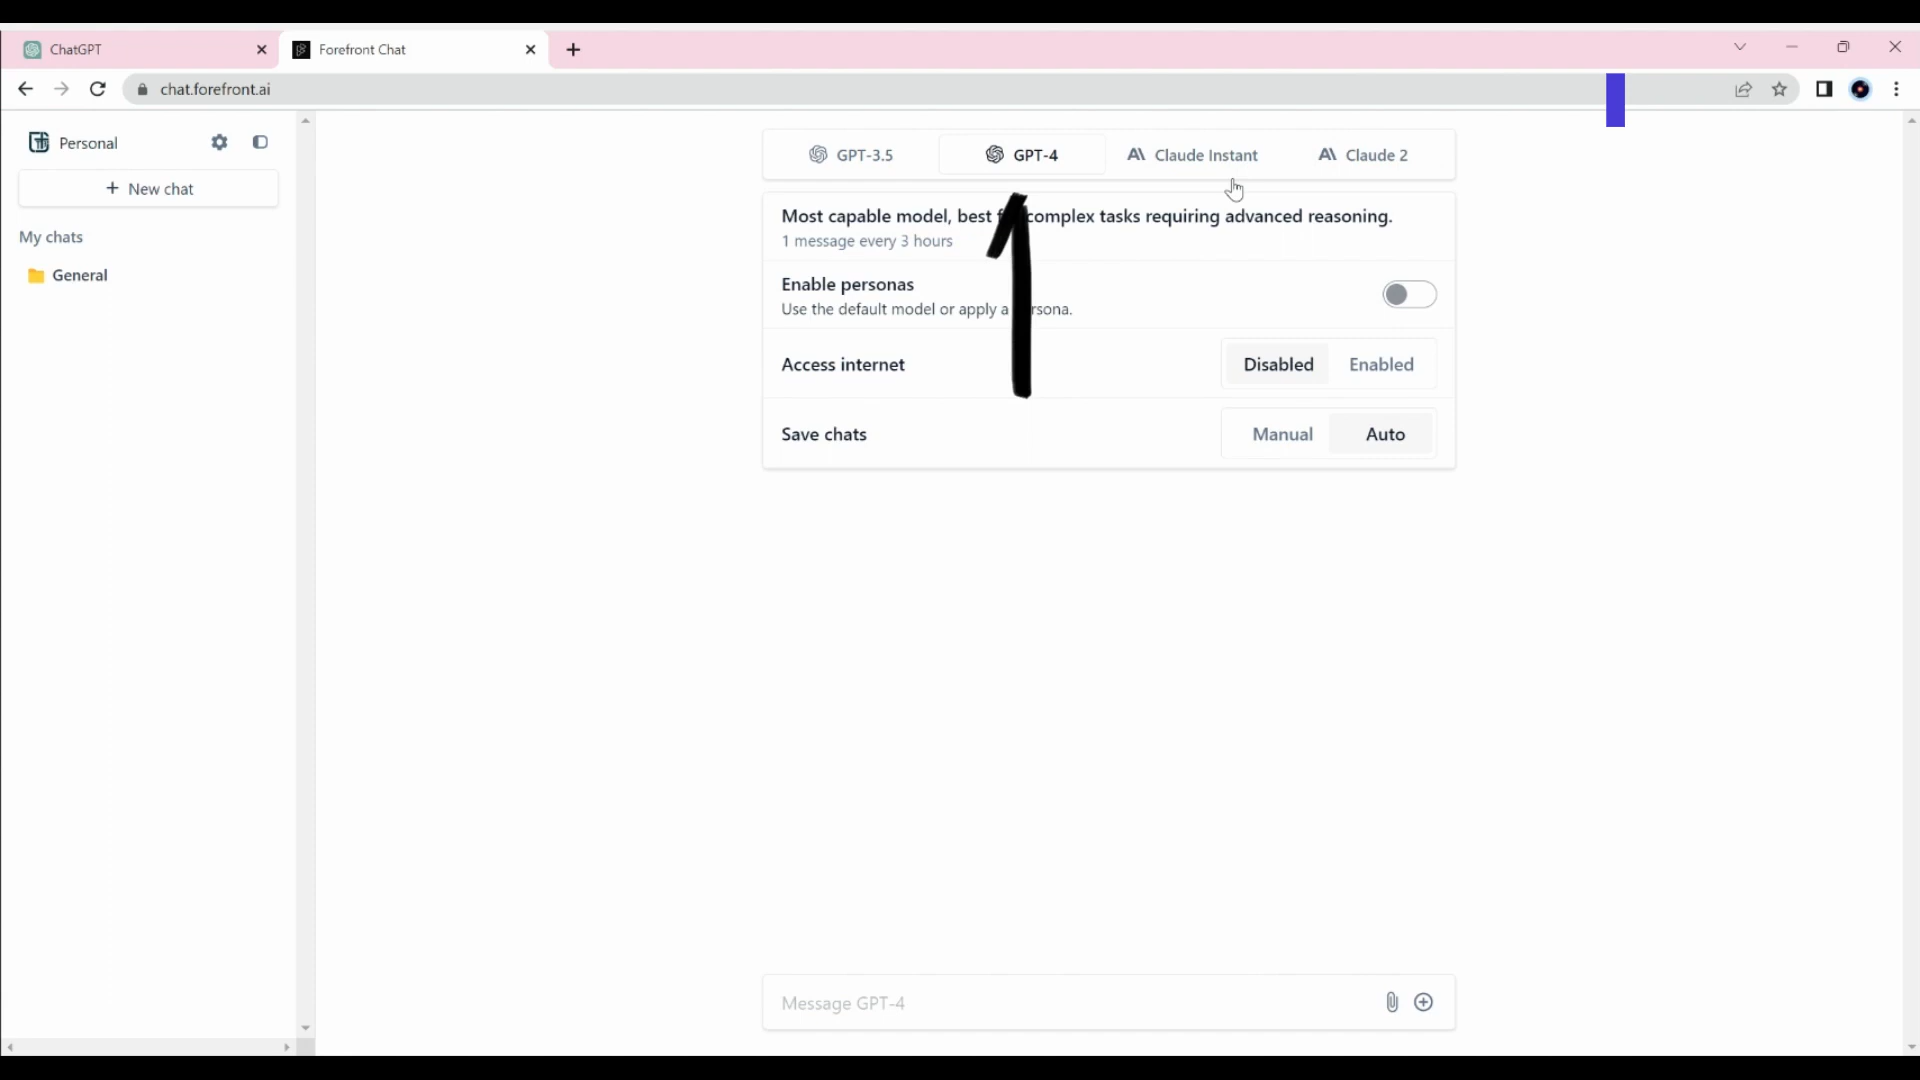 ChatGPT
Forefront Chat
chat.forefront.ai
Personal
New chat
My chats
General
GPT-3.5
GPT-4
Claude Instant
Claude 2
Most capable model, best complex tasks requiring advanced reasoning.
1 message every 3 hours
Enable personas
Use the default model or apply a
Access internet
Disabled
Enabled
Save chats
Manual
Auto
Message GPT-4